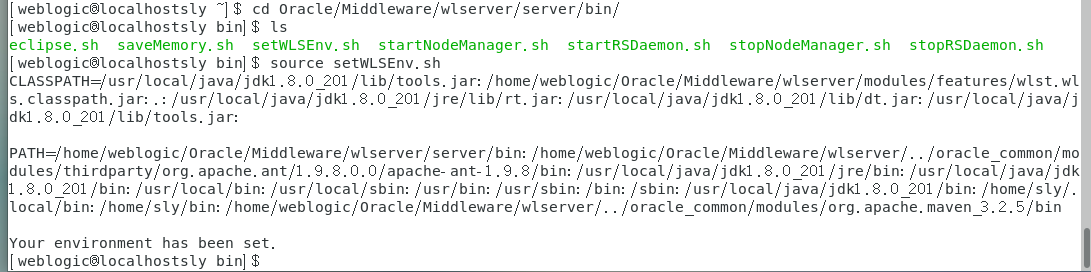 [weblogic@localhostsly ~]$ cd Oracle/Middleware/wlserver/server/bin/
[weblogic@localhostsly bin]$ ls
eclipse.sh  saveMemory.sh  setWLSEnv.sh  startNodeManager.sh  startRSDaemon.sh  stopNodeManager.sh  stopRSDaemon.sh
[weblogic@localhostsly bin]$ source setWLSEnv.sh
CLASSPATH=/usr/local/java/jdk1.8.0_201/lib/tools.jar:/home/weblogic/Oracle/Middleware/wlserver/modules/features/wlst.wl
s.classpath.jar:.:/usr/local/java/jdk1.8.0_201/jre/lib/rt.jar:/usr/local/java/jdk1.8.0_201/lib/dt.jar:/usr/local/java/j
dk1.8.0_201/lib/tools.jar:
PATH=/home/weblogic/Oracle/Middleware/wlserver/server/bin:/home/weblogic/Oracle/Middleware/wlserver/../oracle_common/mo
dules/thirdparty/org.apache.ant/1.9.8.0.0/apache-ant-1.9.8/bin:/usr/local/java/jdk1.8.0_201/jre/bin:/usr/local/java/jdk
1.8.0_201/bin:/usr/local/bin:/usr/local/sbin:/usr/bin:/usr/sbin:/bin:/sbin:/usr/local/java/jdk1.8.0_201/bin:/home/sly/.
local/bin:/home/sly/bin:/home/weblogic/Oracle/Middleware/wlserver/../oracle_common/modules/org.apache.maven_3.2.5/bin
Your environment has been set.
[weblogic@localhostsly bin]$